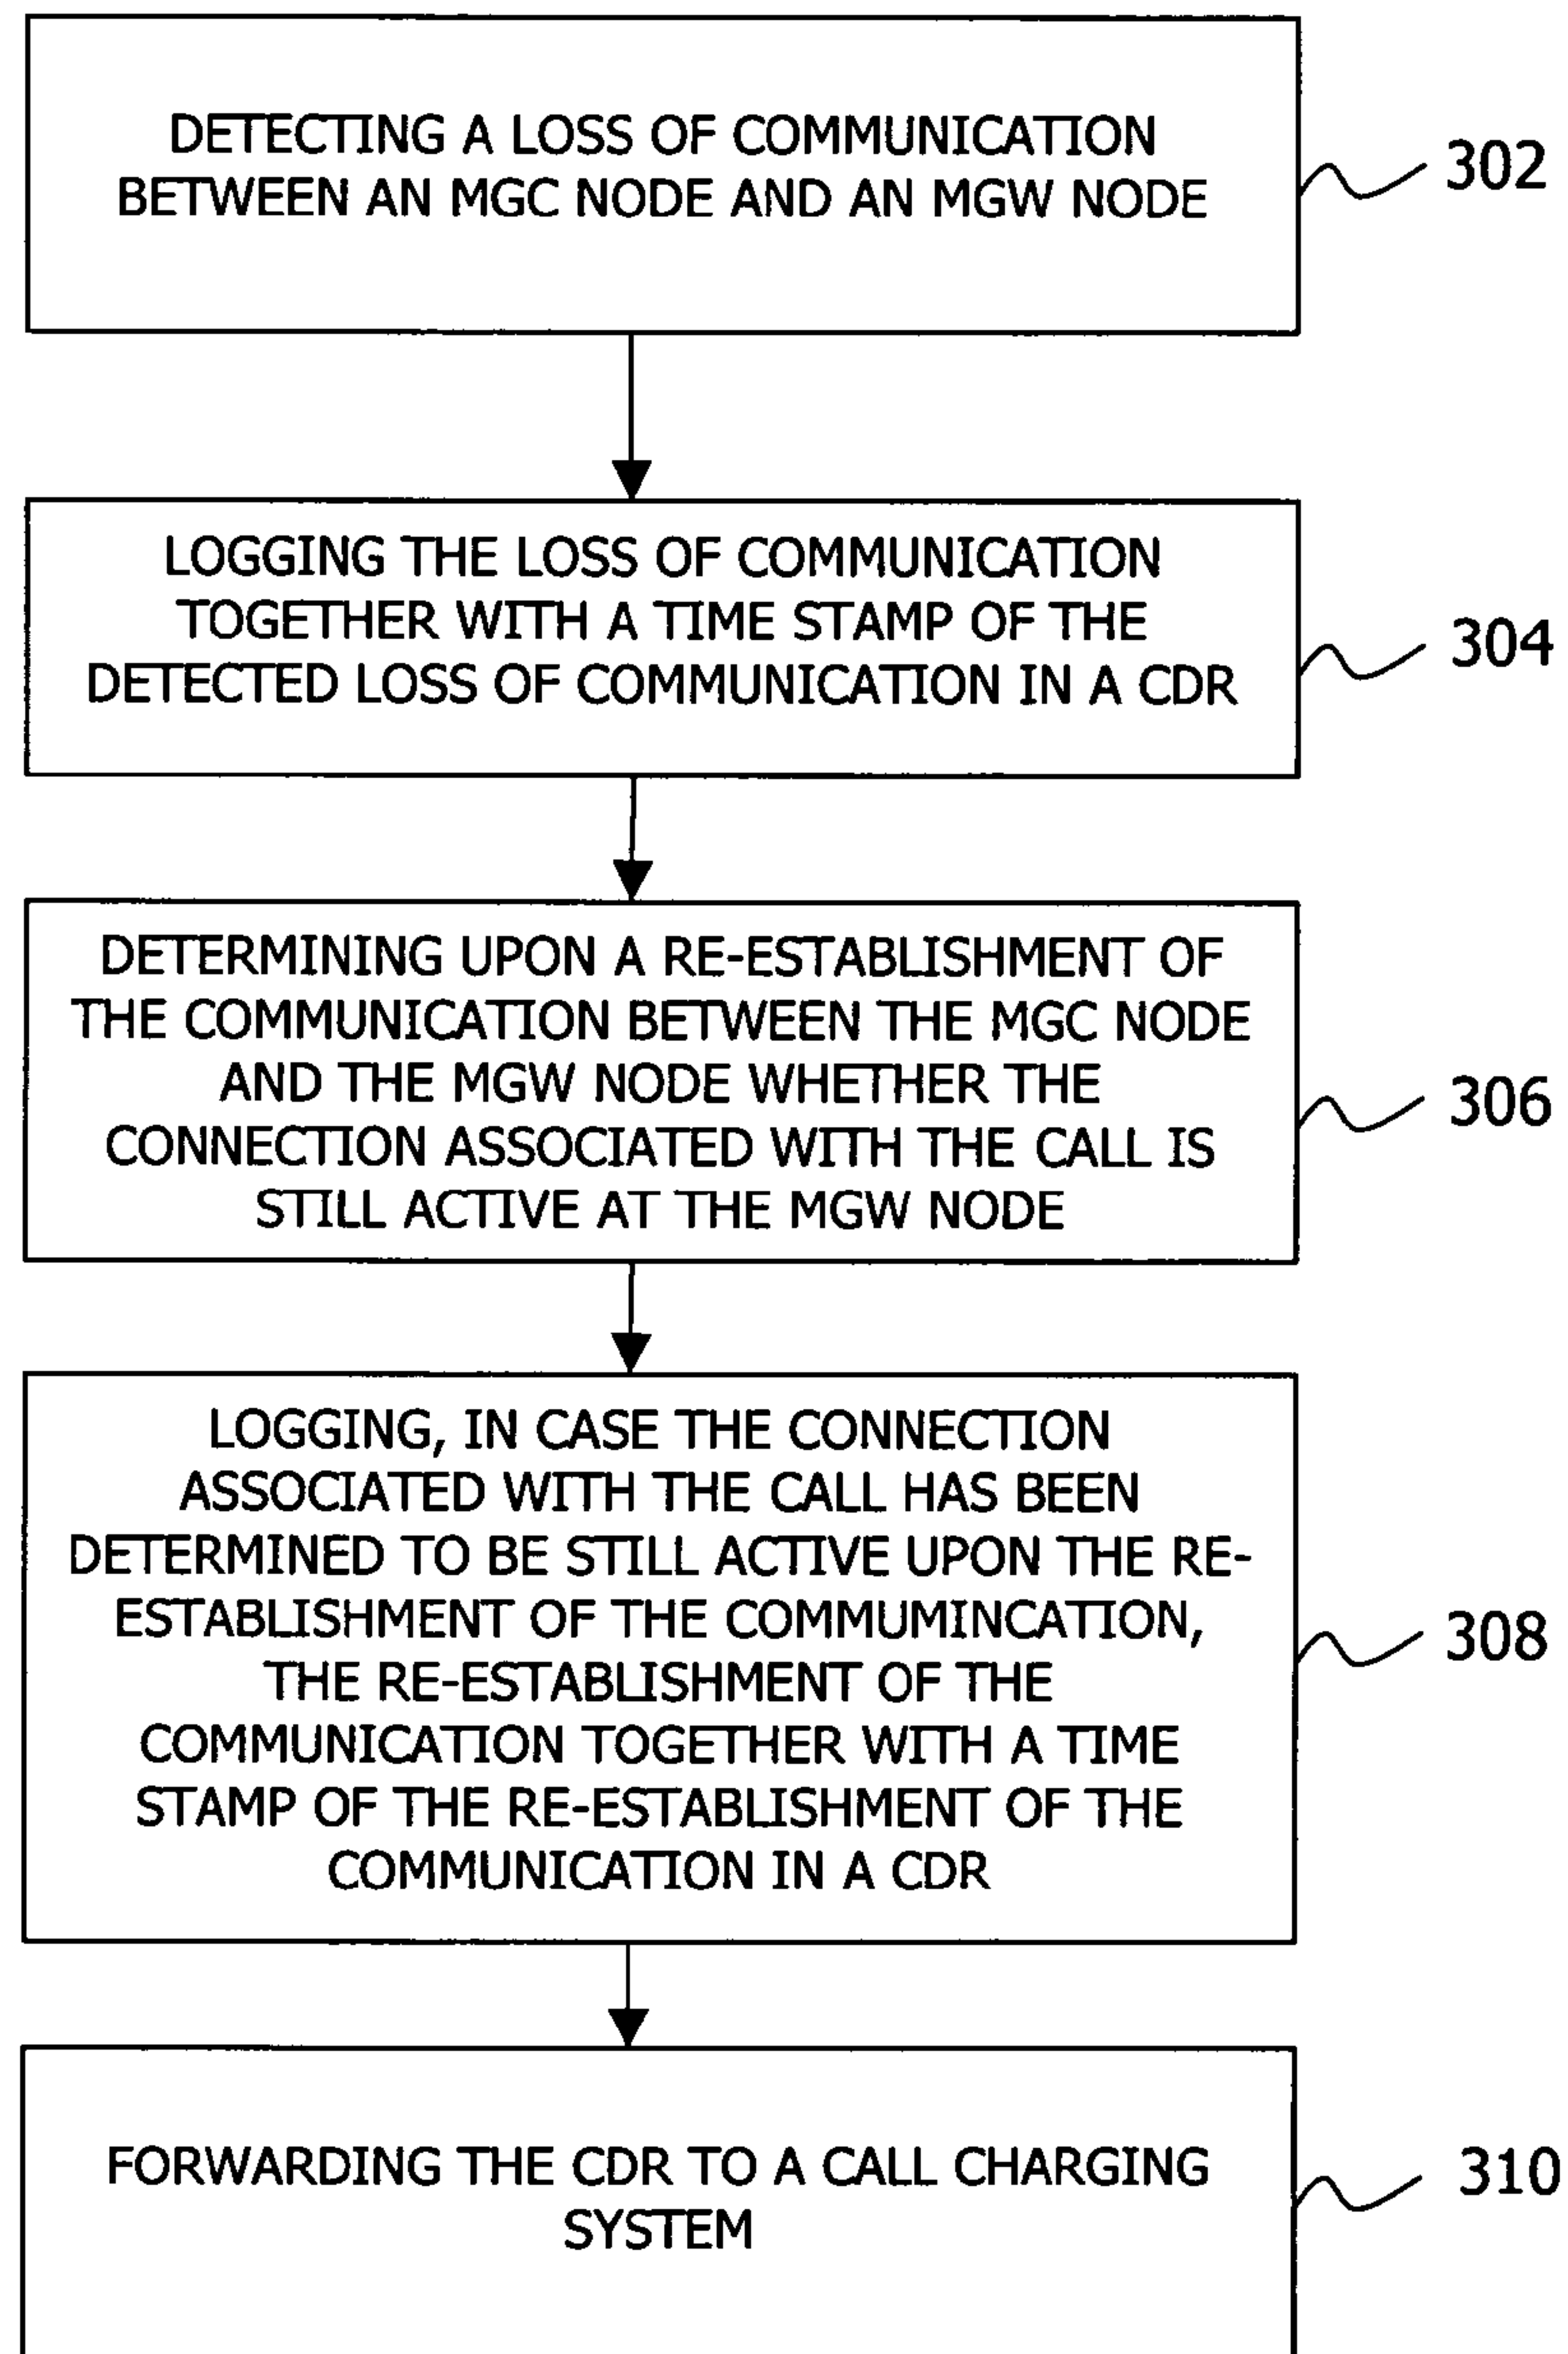 DETECTING A LOSS OF COMMUNICATION
BETWEEN AN MGC NODE AND AN MGW NODE
302
LOGGING THE LOSS OF COMMUNICATION
TOGETHER WITH A TIME STAMP OF THE
DETECTED LOSS OF COMMUNICATION IN A CDR
304
DETERMINING UPON A RE-ESTABLISHMENT OF
THE COMMUNICATION BETWEEN THE MGC NODE
AND THE MGW NODE WHETHER THE
CONNECTION ASSOCIATED WITH THE CALL IS
STILL ACTIVE AT THE MGW NODE
306
LOGGING, IN CASE THE CONNECTION
ASSOCIATED WITH THE CALL HAS BEEN
DETERMINED TO BE STILL ACTIVE UPON THE RE-
ESTABLISHMENT OF THE COMMUMINCATION,
THE RE-ESTABLISHMENT OF THE
COMMUNICATION TOGETHER WITH A TIME
STAMP OF THE RE-ESTABLISHMENT OF THE
COMMUNICATION IN A CDR
308
FORWARDING THE CDR TO A CALL CHARGING
SYSTEM
310